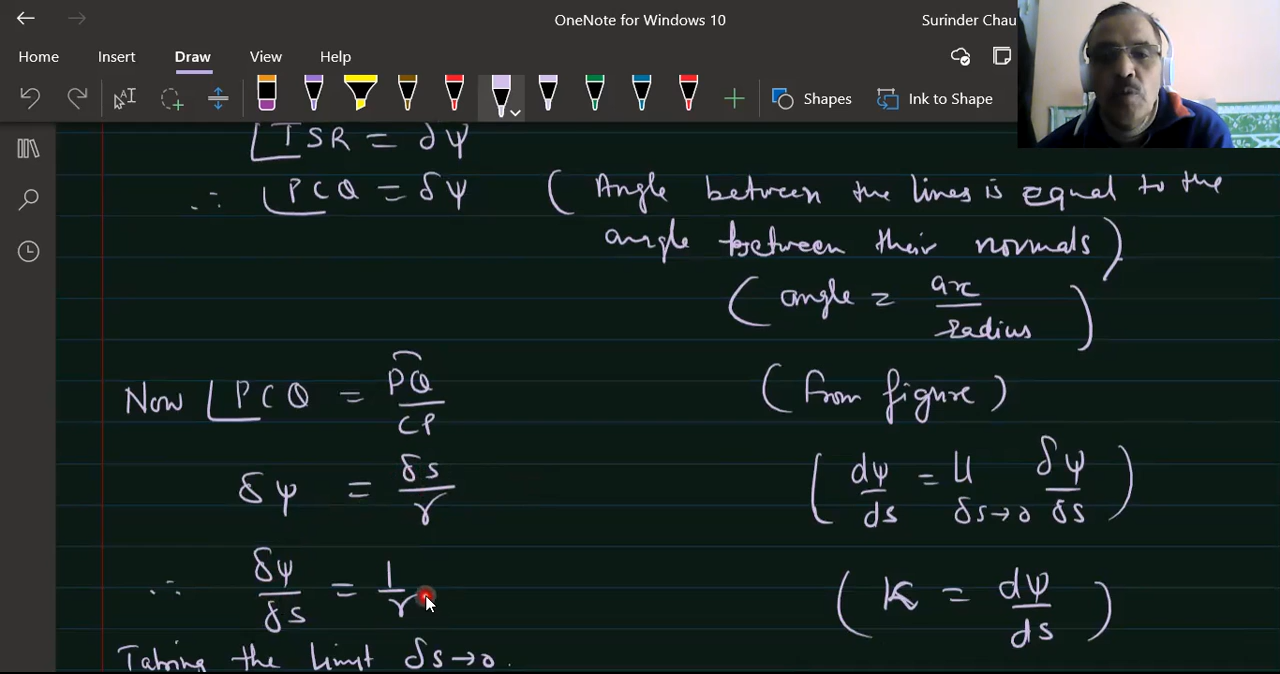 OneNote for Windows 10
Surinder Chau
Home Insert Draw View Help
Shapes Ink to Shape
∠TSR = δψ
∴ ∠PCQ = δψ (Angle between the lines is equal to the
angle between their normals)
(angle = arc/radius)
Now ∠PCQ = PQ/CP (From figure)
δψ = δs/r (dψ/ds = lt δs→0 δψ/δs)
∴ δψ/δs = 1/r (K = dψ/ds)
Taking the limit δs→0.